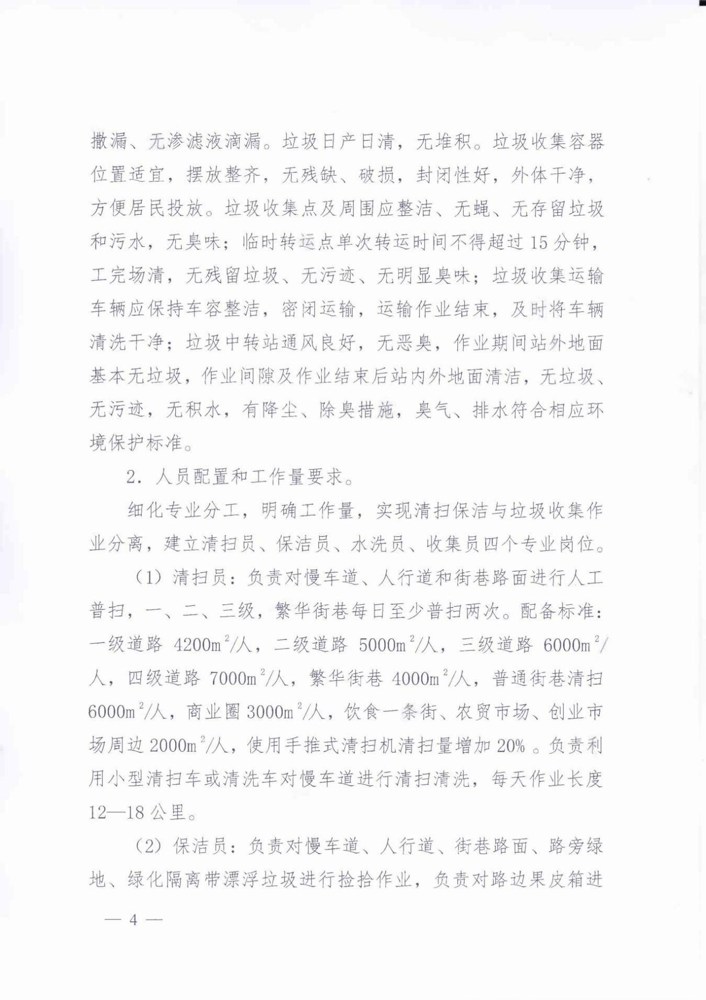 撒漏、无渗滤液滴漏。垃圾日产日清，无堆积。垃圾收集容器
位置适宜，摆放整齐，无残缺、破损，封闭性好，外体干净，
方便居民投放。垃圾收集点及周围应整洁、无蝇、无存留垃圾
和污水，无臭味；临时转运点单次转运时间不得超过 15 分钟，
工完场清，无残留垃圾、无污迹、无明显臭味；垃圾收集运输
车辆应保持车容整洁，密闭运输，运输作业结束，及时将车辆
清洗干净；垃圾中转站通风良好，无恶臭，作业期间站外地面
基本无垃圾，作业间隙及作业结束后站内外地面清洁，无垃圾、
无污迹，无积水，有降尘、除臭措施，臭气、排水符合相应环
境保护标准。
2. 人员配置和工作量要求。
细化专业分工，明确工作量，实现清扫保洁与垃圾收集作
业分离，建立清扫员、保洁员、水洗员、收集员四个专业岗位。
（1）清扫员：负责对慢车道、人行道和街巷路面进行人工
普扫，一、二、三级，繁华街巷每日至少普扫两次。配备标准：
一级道路 4200m²/人，二级道路 5000m²/人，三级道路 6000m²/
人，四级道路 7000m²/人，繁华街巷 4000m²/人，普通街巷清扫
6000m²/人，商业圈 3000m²/人，饮食一条街、农贸市场、创业市
场周边 2000m²/人，使用手推式清扫机清扫量增加 20% 。负责利
用小型清扫车或清洗车对慢车道进行清扫清洗，每天作业长度
12—18 公里。
（2）保洁员：负责对慢车道、人行道、街巷路面、路旁绿
地、绿化隔离带漂浮垃圾进行捡拾作业，负责对路边果皮箱进
— 4 —